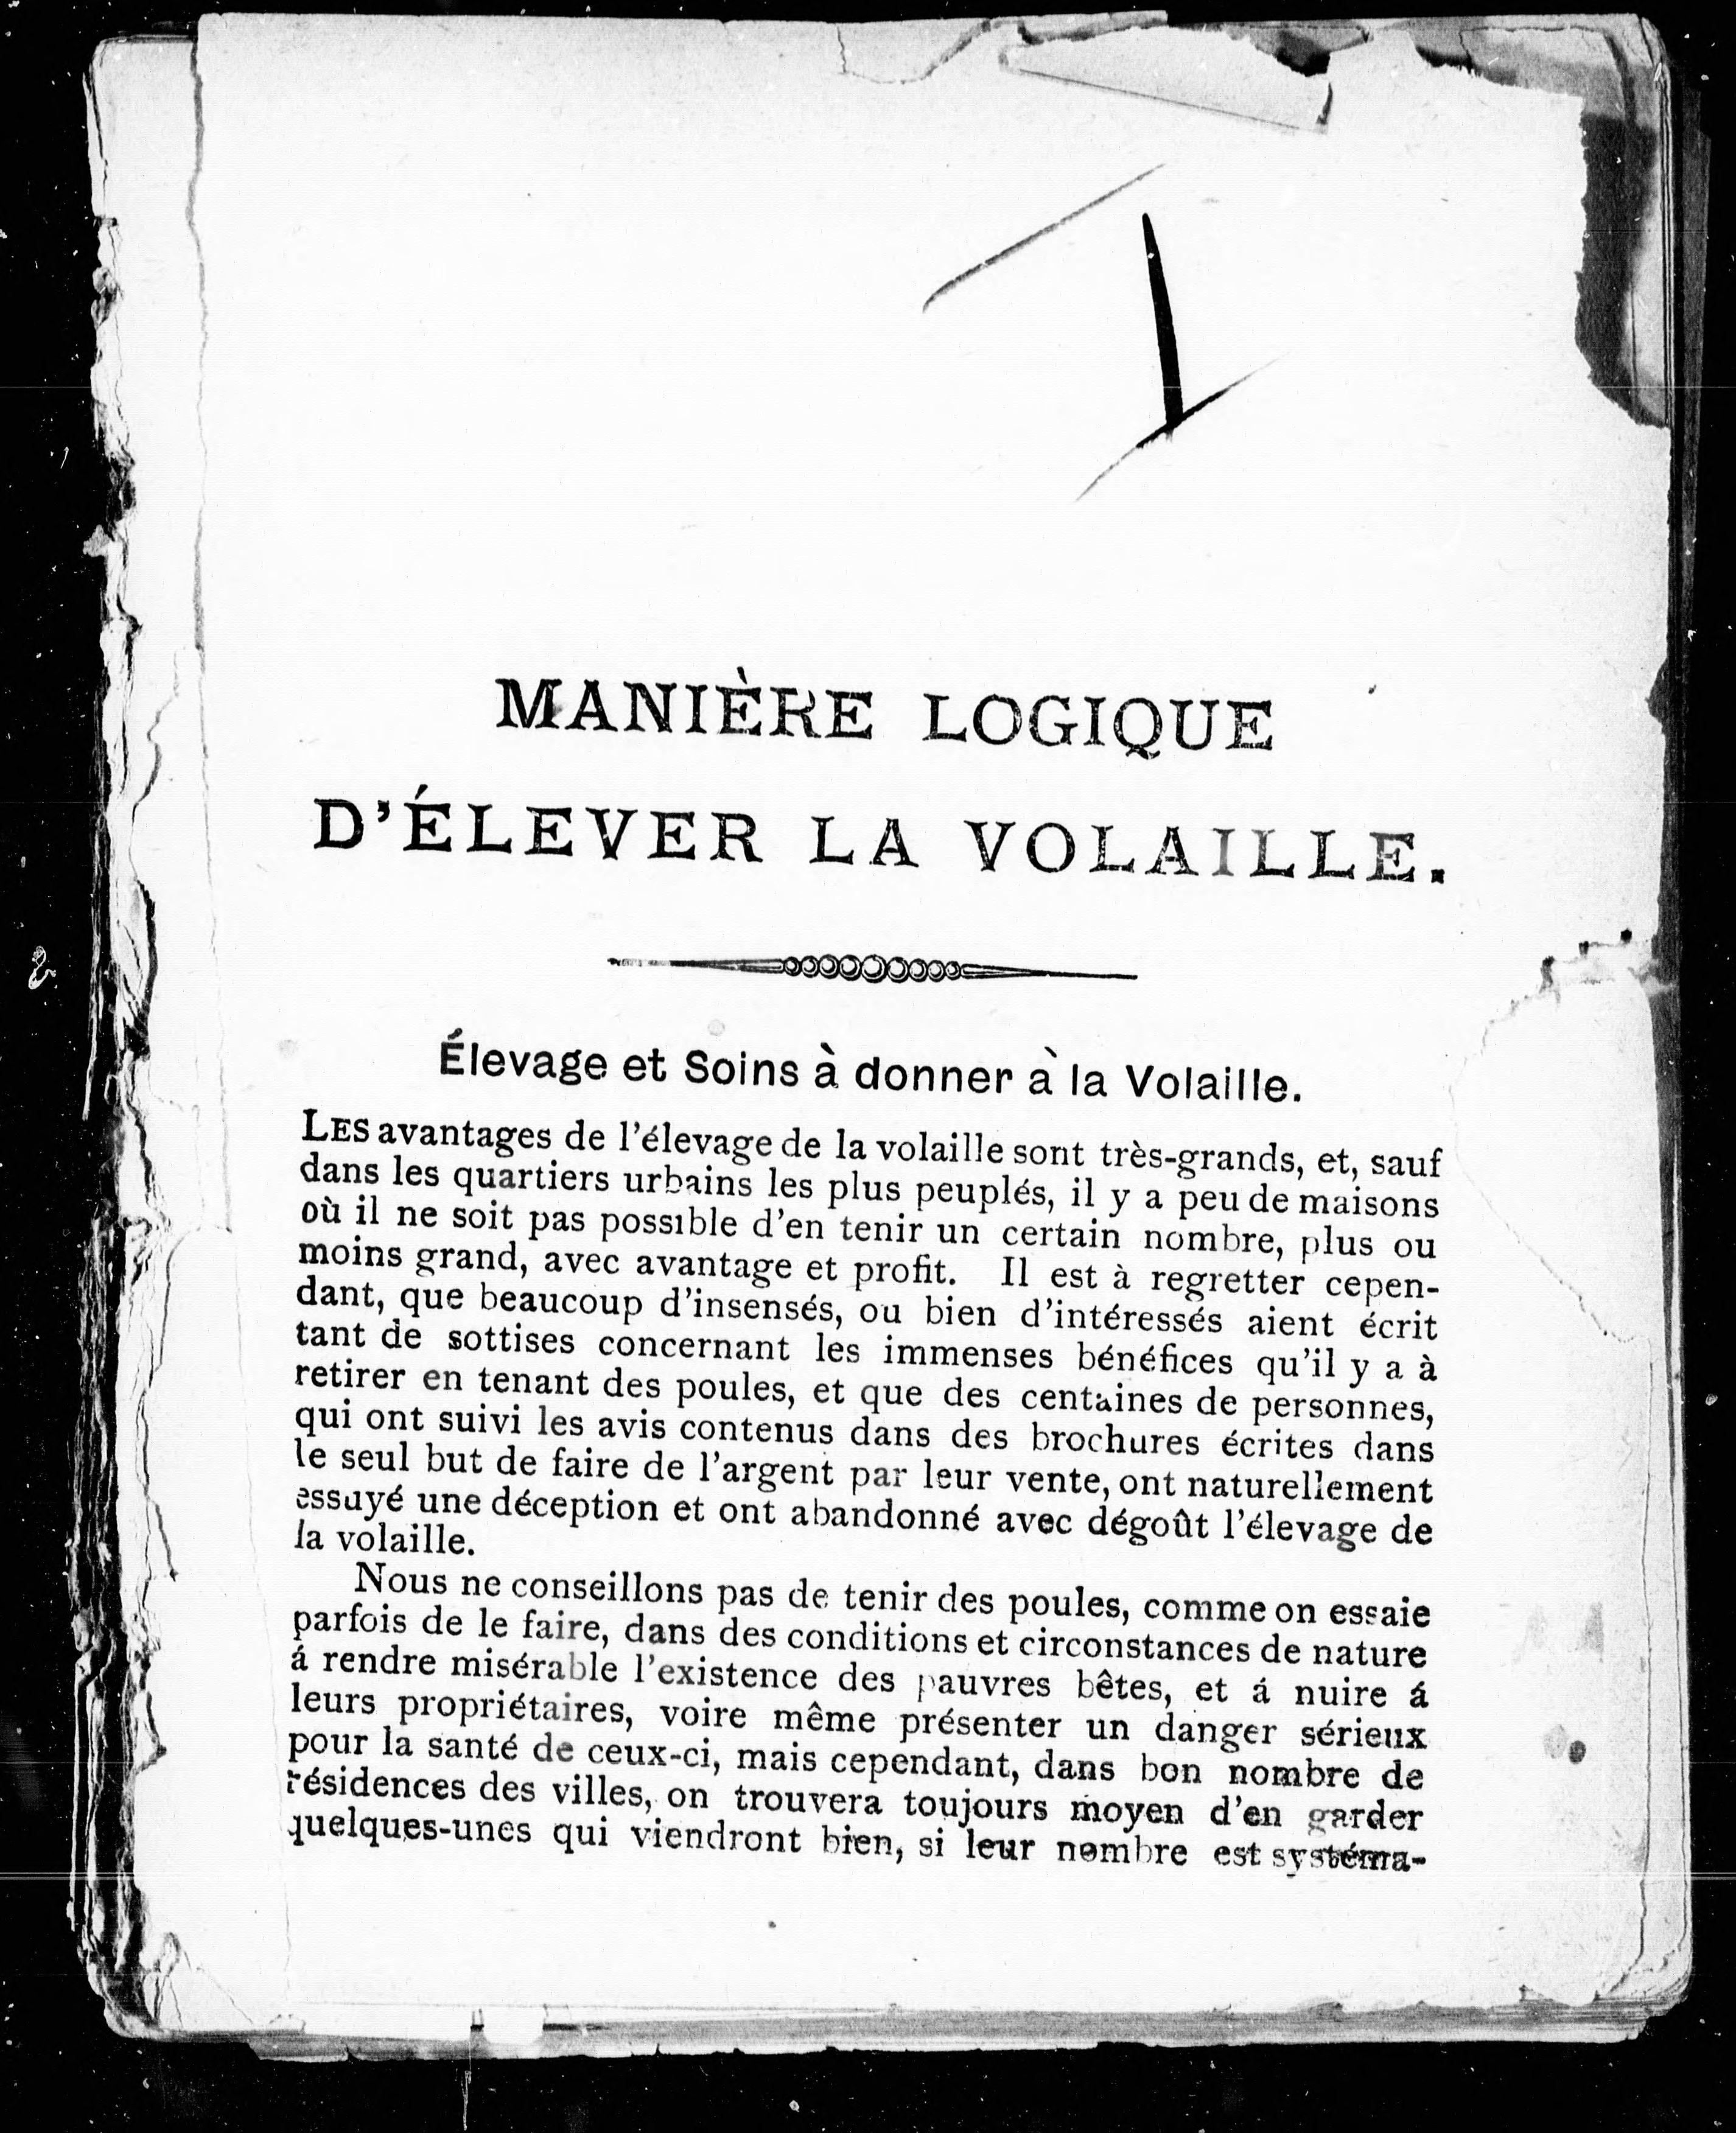 1
MANIÈRE LOGIQUE
D'ÉLEVER LA VOLAILLE.
Élevage et Soins à donner à la Volaille.
LES avantages de l'élevage de la volaille sont très-grands, et, sauf
dans les quartiers urbains les plus peuplés, il y a peu de maisons
où il ne soit pas possible d'en tenir un certain nombre, plus ou
moins grand, avec avantage et profit. Il est à regretter cepen-
dant, que beaucoup d'insensés, ou bien d'intéressés aient écrit
tant de sottises concernant les immenses bénéfices qu'il y a à
retirer en tenant des poules, et que des centaines de personnes,
qui ont suivi les avis contenus dans des brochures écrites dans
le seul but de faire de l'argent par leur vente, ont naturellement
essuyé une déception et ont abandonné avec dégoût l'élevage de
la volaille.
Nous ne conseillons pas de tenir des poules, comme on essaie
parfois de le faire, dans des conditions et circonstances de nature
á rendre misérable l'existence des pauvres bêtes, et á nuire á
leurs propriétaires, voire même présenter un danger sérieux
pour la santé de ceux-ci, mais cependant, dans bon nombre de
résidences des villes, on trouvera toujours moyen d'en garder
quelques-unes qui viendront bien, si leur nombre est systéma-